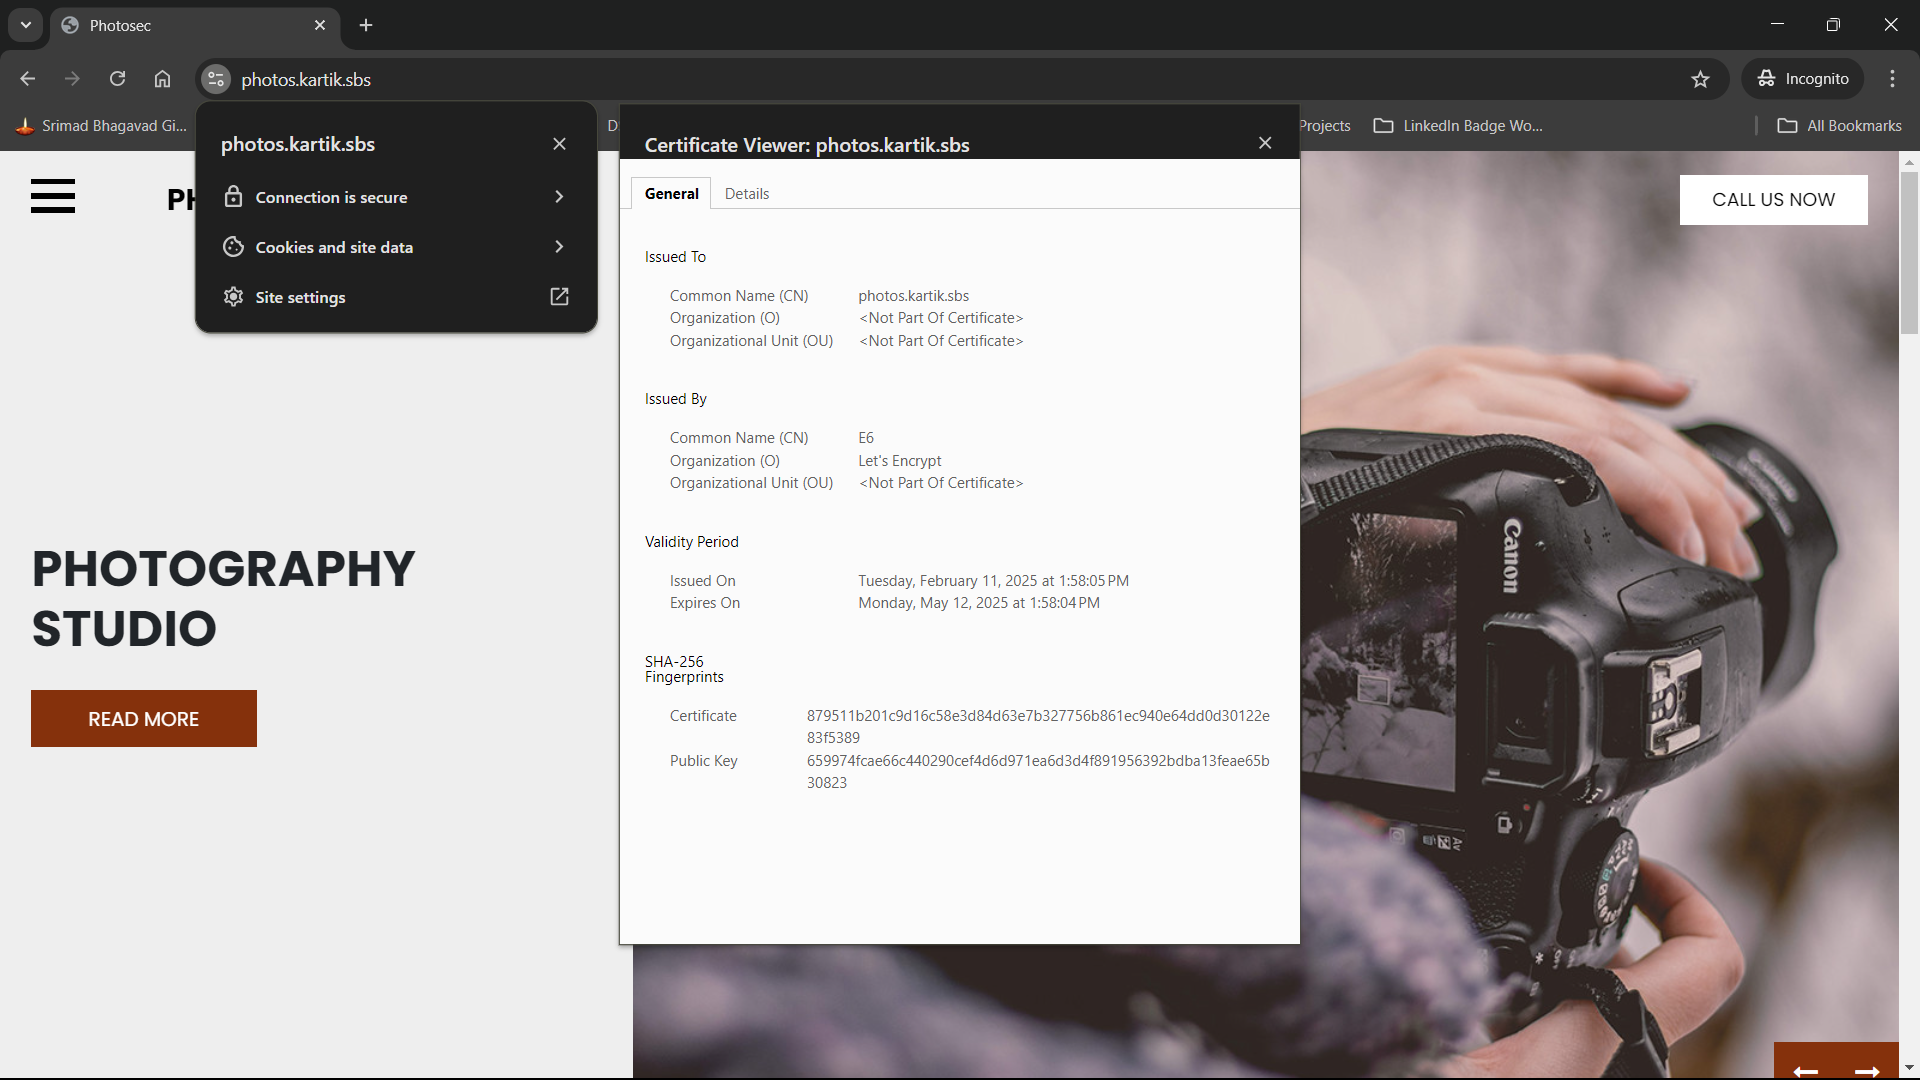 Photosec
photos.kartik.sbs
Incognito
Srimad Bhagavad Gi...
Projects
LinkedIn Badge Wo...
All Bookmarks
photos.kartik.sbs
Connection is secure
Cookies and site data
Site settings
CALL US NOW
PHOTOGRAPHY
STUDIO
READ MORE
Certificate Viewer: photos.kartik.sbs
General Details
Issued To
Common Name (CN) photos.kartik.sbs
Organization (O) <Not Part Of Certificate>
Organizational Unit (OU) <Not Part Of Certificate>
Issued By
Common Name (CN) E6
Organization (O) Let's Encrypt
Organizational Unit (OU) <Not Part Of Certificate>
Validity Period
Issued On Tuesday, February 11, 2025 at 1:58:05 PM
Expires On Monday, May 12, 2025 at 1:58:04 PM
SHA-256
Fingerprints
Certificate 879511b201c9d16c58e3d84d63e7b327756b861ec940e64dd0d30122e
83f5389
Public Key 659974fcae66c440290cef4d6d971ea6d3d4f891956392bdba13feae65b
30823
Canon
Av